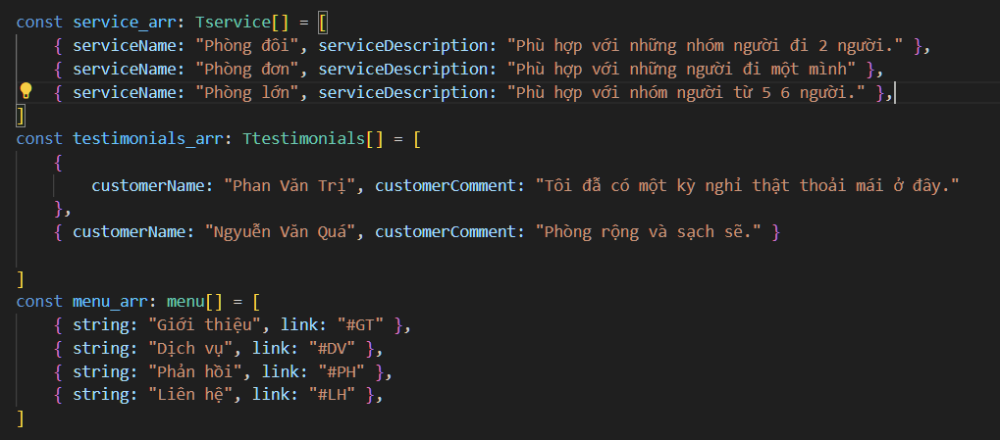 const service_arr: Tservice[] = [
{ serviceName: "Phòng đôi", serviceDescription: "Phù hợp với những nhóm người đi 2 người." },
{ serviceName: "Phòng đơn", serviceDescription: "Phù hợp với những người đi một mình" },
{ serviceName: "Phòng lớn", serviceDescription: "Phù hợp với nhóm người từ 5 6 người." },
]
const testimonials_arr: Ttestimonials[] = [
{
customerName: "Phan Văn Trị", customerComment: "Tôi đẫ có một kỳ nghỉ thật thoải mái ở đây."
},
{ customerName: "Ngyuễn Văn Quá", customerComment: "Phòng rộng và sạch sẽ." }
]
const menu_arr: menu[] = [
{ string: "Giới thiệu", link: "#GT" },
{ string: "Dịch vụ", link: "#DV" },
{ string: "Phản hồi", link: "#PH" },
{ string: "Liên hệ", link: "#LH" },
]